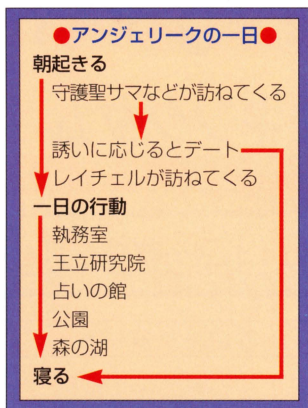 ●アンジェリークの一日●
朝起きる
守護聖サマなどが訪ねてくる
誘いに応じるとデート
レイチェルが訪ねてくる
一日の行動
執務室
王立研究院
占いの館
公園
森の湖
寝る